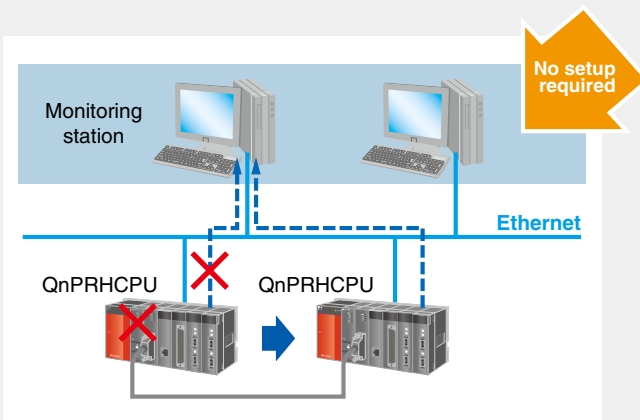 No setup
required
Monitoring
station
Ethernet
QnPRHCPU
QnPRHCPU